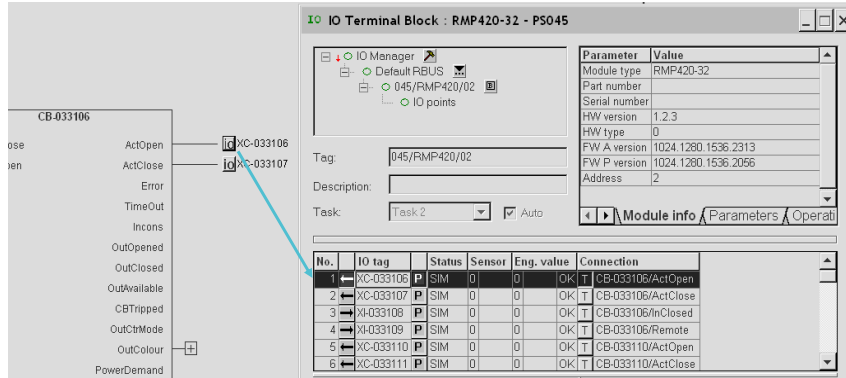 IO IO Terminal Block : RMP420-32 - PS045
CB-033106
ose ActOpen io XC-033106
pen ActClose io XC-033107
Error
TimeOut
Incons
OutOpened
OutClosed
OutAvailable
CBTripped
OutCtrMode
OutColour
PowerDemand
IO Manager
Default RBUS
045/RMP420/02
IO points
Tag: 045/RMP420/02
Description:
Task: Task 2 Auto
Parameter Value
Module type RMP420-32
Part number
Serial number
HW version 1.2.3
HW type 0
FW A version 1024.1280.1536.2313
FW P version 1024.1280.1536.2056
Address 2
Module info Parameters Operati
No. IO tag Status Sensor Eng. value Connection
1 XC-033106 P SIM 0 0 OK T CB-033106/ActOpen
2 XC-033107 P SIM 0 0 OK T CB-033106/ActClose
3 XI-033108 P SIM 0 0 OK T CB-033106/InClosed
4 XI-033109 P SIM 0 0 OK T CB-033106/Remote
5 XC-033110 P SIM 0 0 OK T CB-033110/ActOpen
6 XC-033111 P SIM 0 0 OK T CB-033110/ActClose